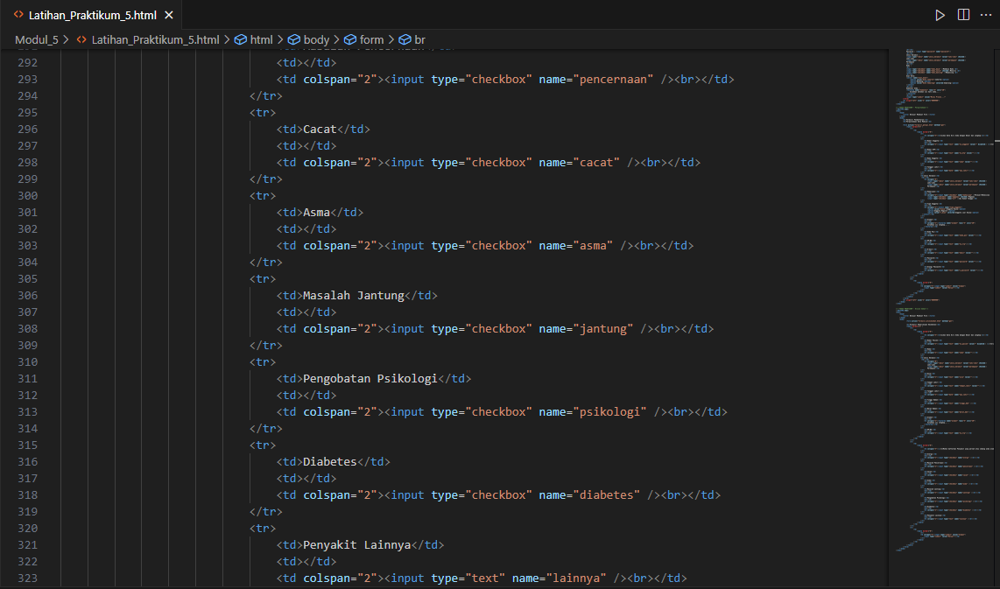 Latihan_Praktikum_5.html
Modul_5 > Latihan_Praktikum_5.html > html > body > form > br
292 <td></td>
293 <td colspan="2"><input type="checkbox" name="pencernaan" /><br></td>
294 </tr>
295 <tr>
296 <td>Cacat</td>
297 <td></td>
298 <td colspan="2"><input type="checkbox" name="cacat" /><br></td>
299 </tr>
300 <tr>
301 <td>Asma</td>
302 <td></td>
303 <td colspan="2"><input type="checkbox" name="asma" /><br></td>
304 </tr>
305 <tr>
306 <td>Masalah Jantung</td>
307 <td></td>
308 <td colspan="2"><input type="checkbox" name="jantung" /><br></td>
309 </tr>
310 <tr>
311 <td>Pengobatan Psikologi</td>
312 <td></td>
313 <td colspan="2"><input type="checkbox" name="psikologi" /><br></td>
314 </tr>
315 <tr>
316 <td>Diabetes</td>
317 <td></td>
318 <td colspan="2"><input type="checkbox" name="diabetes" /><br></td>
319 </tr>
320 <tr>
321 <td>Penyakit Lainnya</td>
322 <td></td>
323 <td colspan="2"><input type="text" name="lainnya" /><br></td>